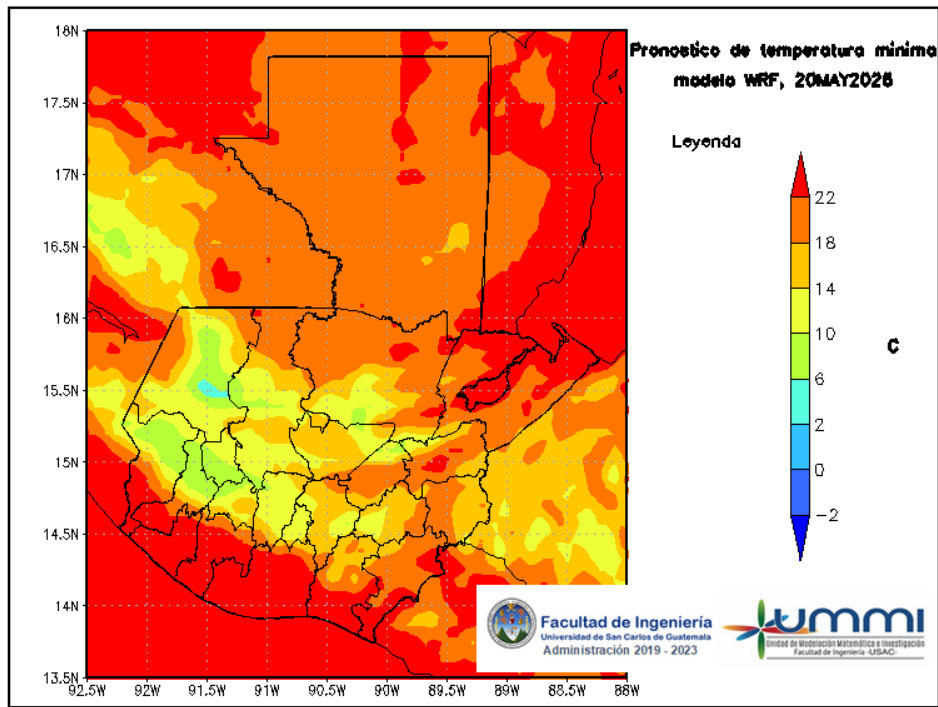 Pronostico de temperatura minima
modelo WRF, 20MAY2026
Leyenda
22
18
14
10
6
2
0
−2
C
18N
17.5N
17N
16.5N
16N
15.5N
15N
14.5N
14N
13.5N
92.5W
92W
91.5W
91W
90.5W
90W
89.5W
89W
88.5W
88W
Facultad de Ingeniería
Universidad de San Carlos de Guatemala
Administración 2019 - 2023
ummi
Unidad de Modelación Matemática e Investigación
Facultad de Ingeniería -USAC-